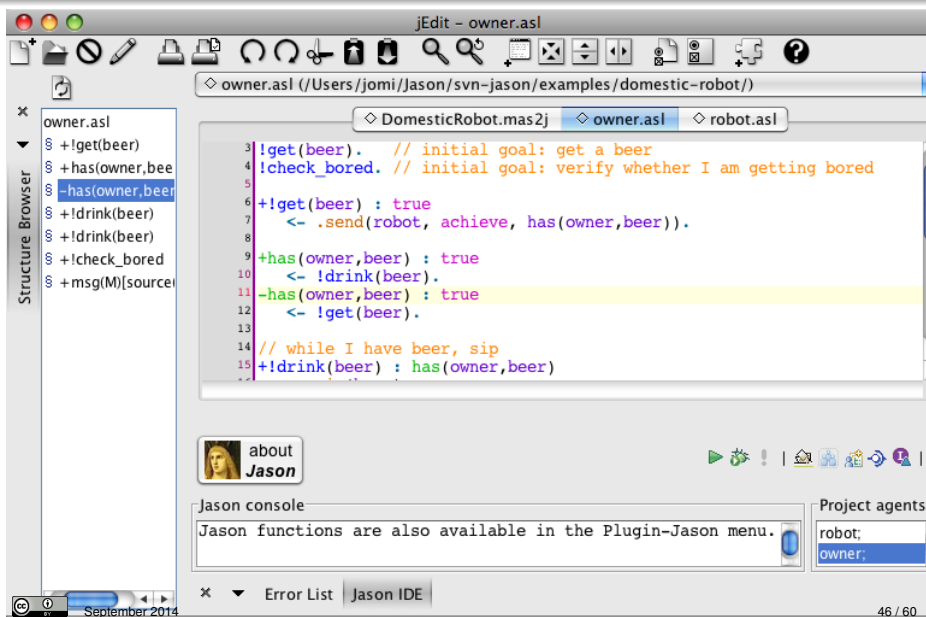 jEdit - owner.asl
owner.asl (/Users/jomi/Jason/svn-jason/examples/domestic-robot/)
DomesticRobot.mas2j owner.asl robot.asl
Structure Browser
owner.asl
+!get(beer)
+has(owner,bee
-has(owner,beer
+!drink(beer)
+!drink(beer)
+!check_bored
+msg(M)[source(
3 !get(beer).   // initial goal: get a beer
4 !check_bored. // initial goal: verify whether I am getting bored
5
6 +!get(beer) : true
7    <- .send(robot, achieve, has(owner,beer)).
8
9 +has(owner,beer) : true
10    <- !drink(beer).
11 -has(owner,beer) : true
12    <- !get(beer).
13
14 // while I have beer, sip
15 +!drink(beer) : has(owner,beer)
about
Jason
Jason console
Jason functions are also available in the Plugin-Jason menu.
Project agents
robot;
owner;
Error List Jason IDE
cc BY
September 2014
46 / 60